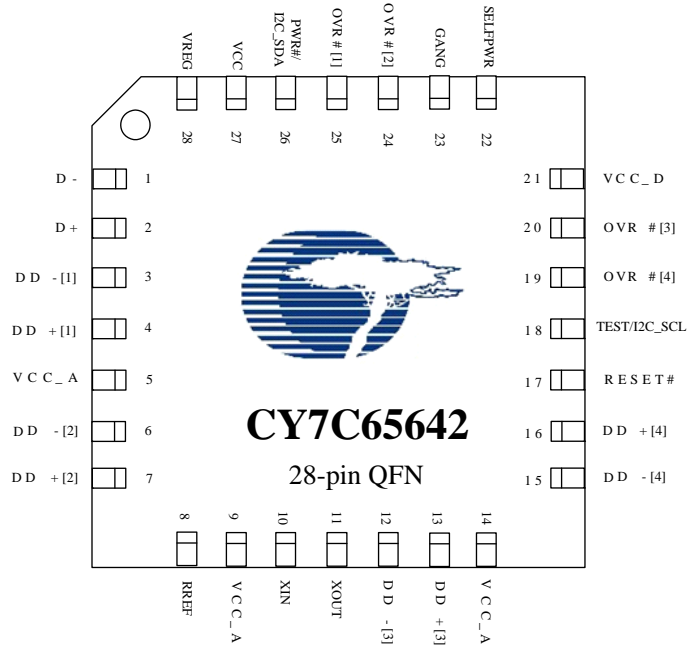 VREG
VCC
PWR#/
I2C_SDA
OVR # [1]
OVR # [2]
GANG
SELFPWR
28
27
26
25
24
23
22
D - 1
D + 2
DD - [1] 3
DD + [1] 4
VCC_A 5
DD - [2] 6
DD + [2] 7
21 VCC_D
20 OVR # [3]
19 OVR # [4]
18 TEST/I2C_SCL
17 RESET#
16 DD + [4]
15 DD - [4]
CY7C65642
28-pin QFN
8
9
10
11
12
13
14
RREF
VCC_A
XIN
XOUT
DD - [3]
DD + [3]
VCC_A